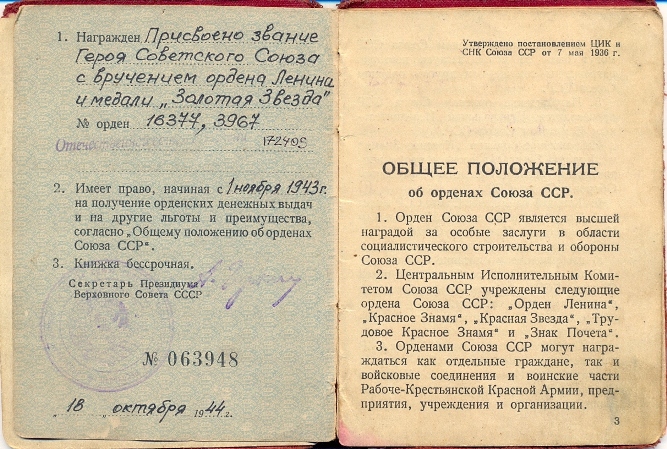 1. Награжден Присвоено звание
Героя Советского Союза
с вручением ордена Ленина
и медали „Золотая Звезда"
№ орден 16377, 3967
172409
2. Имеет право, начиная с 1 ноября 1943 г.
на получение орденских денежных выдач
и на другие льготы и преимущества,
согласно „Общему положению об орденах
Союза ССР“.
3. Книжка бессрочная.
Секретарь Президиума
Верховного Совета СССР
№ 063948
„18 октября 1944 г.
Утверждено постановлением ЦИК и
СНК Союза ССР от 7 мая 1936 г.
ОБЩЕЕ ПОЛОЖЕНИЕ
об орденах Союза ССР.
1. Орден Союза ССР является высшей
наградой за особые заслуги в области
социалистического строительства и обороны
Союза ССР.
2. Центральным Исполнительным Коми-
тетом Союза ССР учреждены следующие
ордена Союза ССР: „Орден Ленина“,
„Красное Знамя“, „Красная Звезда“, „Тру-
довое Красное Знамя“ и „Знак Почета“.
3. Орденами Союза ССР могут награ-
ждаться как отдельные граждане, так и
войсковые соединения и воинские части
Рабоче-Крестьянской Красной Армии, пред-
приятия, учреждения и организации.
3